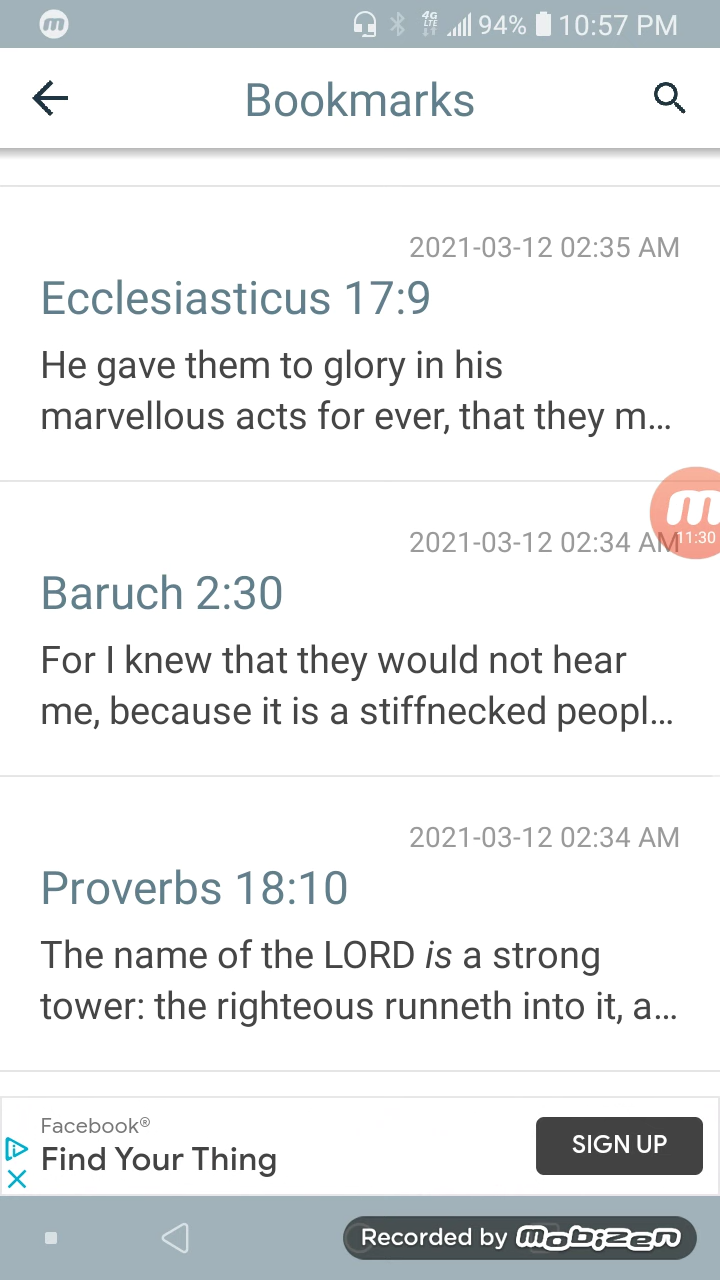 94% 10:57 PM
Bookmarks
2021-03-12 02:35 AM
Ecclesiasticus 17:9
He gave them to glory in his
marvellous acts for ever, that they m...
11:30
2021-03-12 02:34 AM
Baruch 2:30
For I knew that they would not hear
me, because it is a stiffnecked peopl...
2021-03-12 02:34 AM
Proverbs 18:10
The name of the LORD is a strong
tower: the righteous runneth into it, a...
Facebook®
Find Your Thing
SIGN UP
Recorded by mobizen